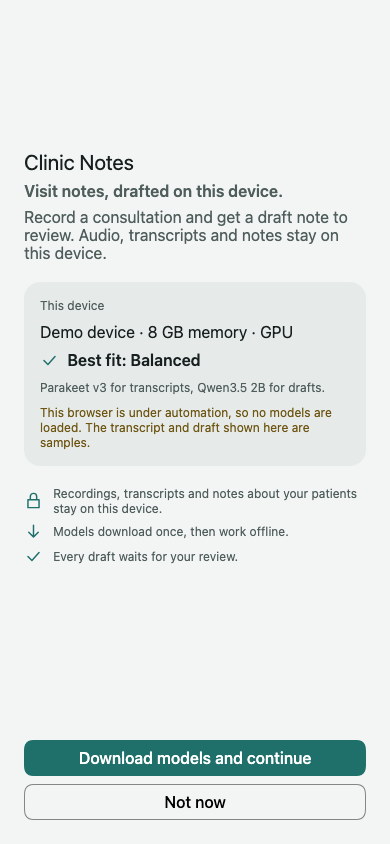 Clinic Notes
Visit notes, drafted on this device.
Record a consultation and get a draft note to
review. Audio, transcripts and notes stay on
this device.
This device
Demo device · 8 GB memory · GPU
Best fit: Balanced
Parakeet v3 for transcripts, Qwen3.5 2B for drafts.
This browser is under automation, so no models are
loaded. The transcript and draft shown here are
samples.
Recordings, transcripts and notes about your patients
stay on this device.
Models download once, then work offline.
Every draft waits for your review.
Download models and continue
Not now